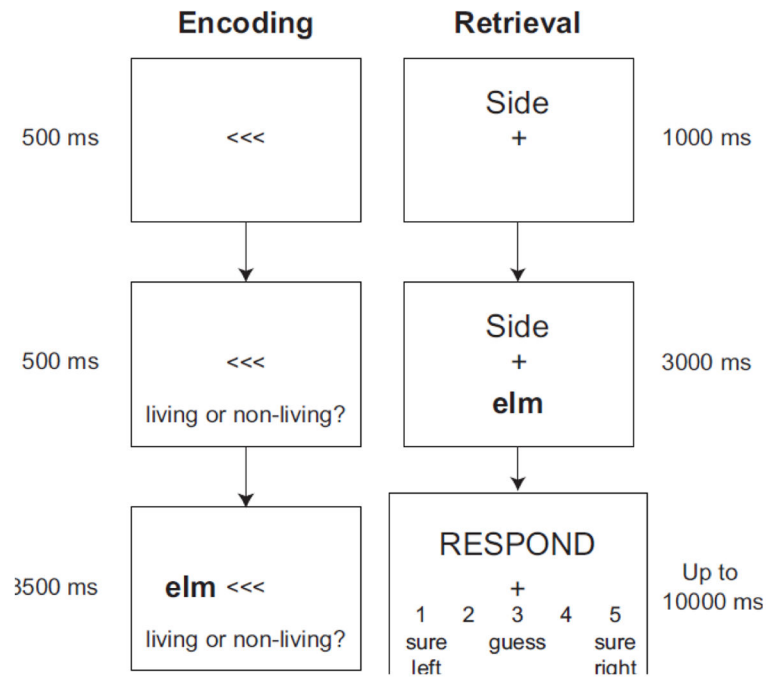 Encoding
Retrieval
500 ms
<<<
Side
+
1000 ms
500 ms
<<<
living or non-living?
Side
+
elm
3000 ms
3500 ms
elm <<<
living or non-living?
RESPOND
+
1 2 3 4 5
sure guess sure
left right
Up to
10000 ms